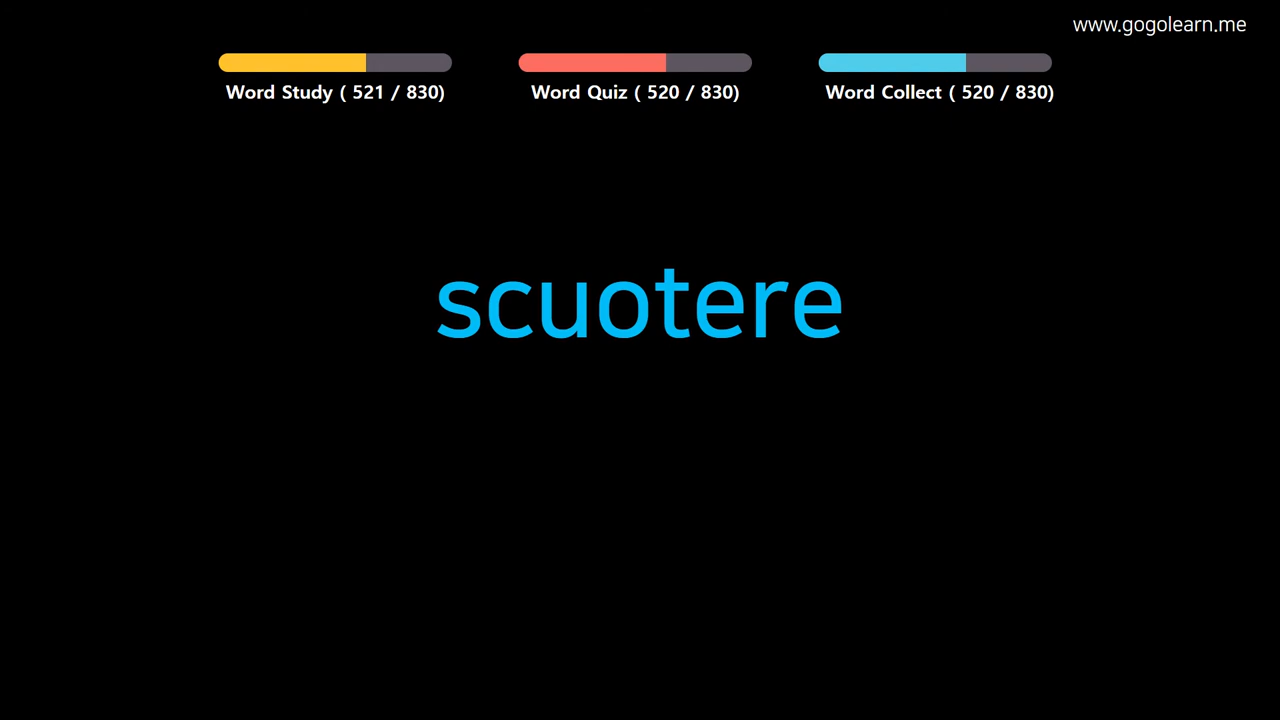 www.gogolearn.me
Word Study ( 521 / 830)
Word Quiz ( 520 / 830)
Word Collect ( 520 / 830)
scuotere